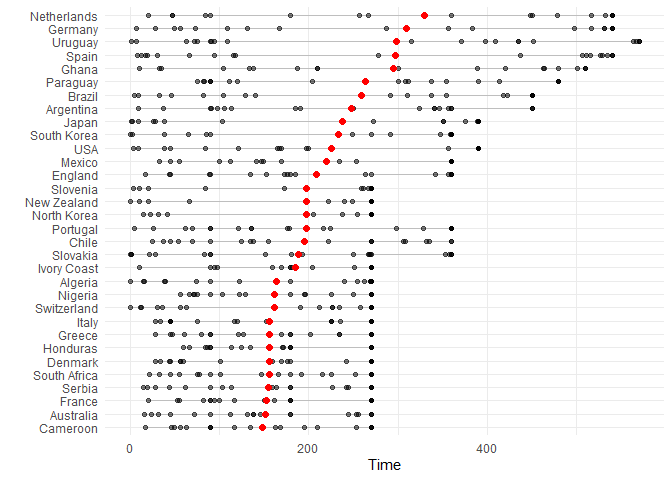 Netherlands
Germany
Uruguay
Spain
Ghana
Paraguay
Brazil
Argentina
Japan
South Korea
USA
Mexico
England
Slovenia
New Zealand
North Korea
Portugal
Chile
Slovakia
Ivory Coast
Algeria
Nigeria
Switzerland
Italy
Greece
Honduras
Denmark
South Africa
Serbia
France
Australia
Cameroon
0 200 400
Time